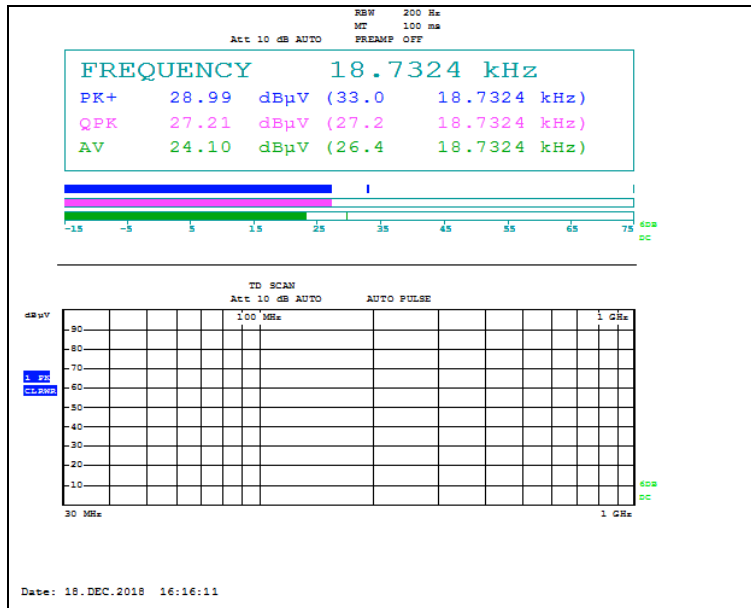 RBW 200 Hz
MT 100 ms
Att 10 dB AUTO PREAMP OFF
FREQUENCY 18.7324 kHz
PK+ 28.99 dBµV (33.0 18.7324 kHz)
QPK 27.21 dBµV (27.2 18.7324 kHz)
AV 24.10 dBµV (26.4 18.7324 kHz)
-15 -5 5 15 25 35 45 55 65 75
6DB
DC
TD SCAN
Att 10 dB AUTO AUTO PULSE
dBµV 100 MHz 1 GHz
90
80
70
1 PK
60
CLRWR
50
40
30
20
10
6DB
DC
30 MHz 1 GHz
Date: 18.DEC.2018 16:16:11